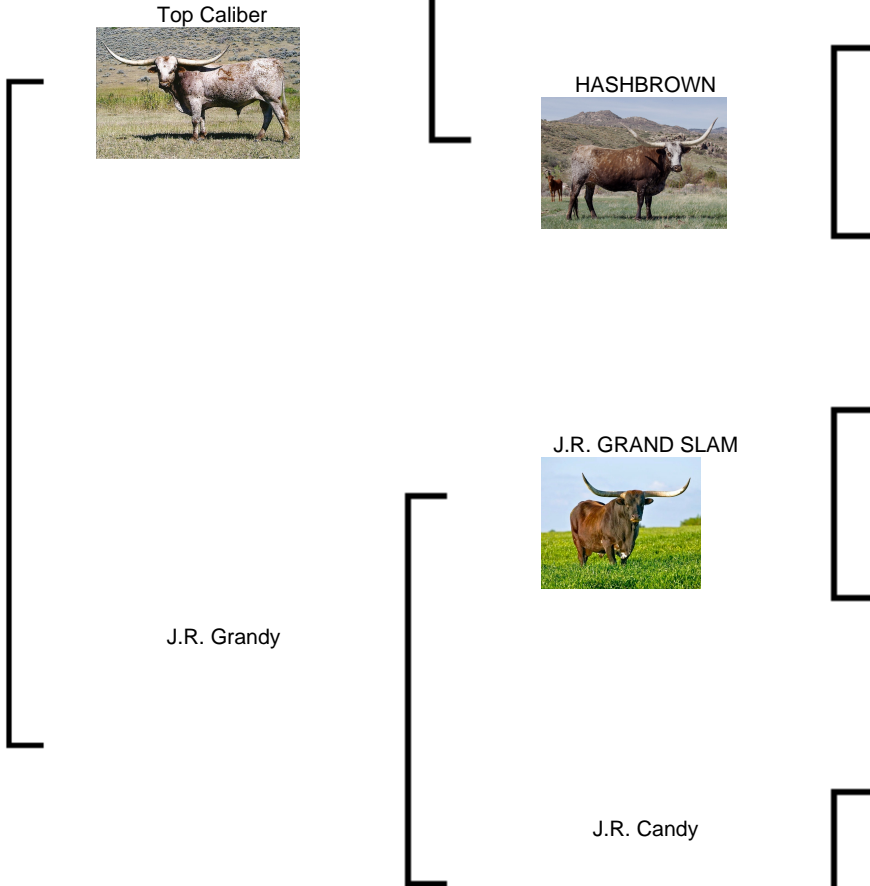 Top Caliber
HASHBROWN
J.R. GRAND SLAM
J.R. Grandy
J.R. Candy